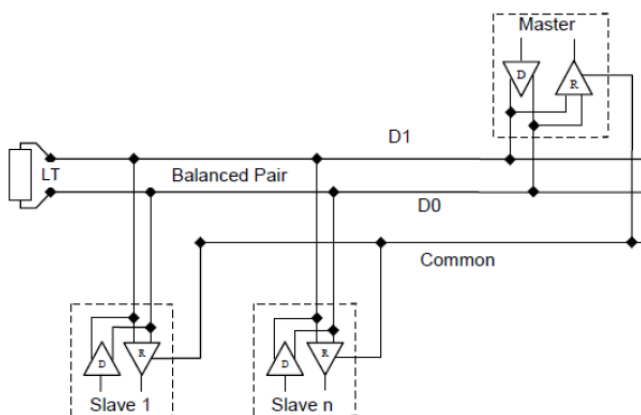 Master
D
R
D1
LT
Balanced Pair
D0
Common
D
R
D
R
Slave 1
Slave n